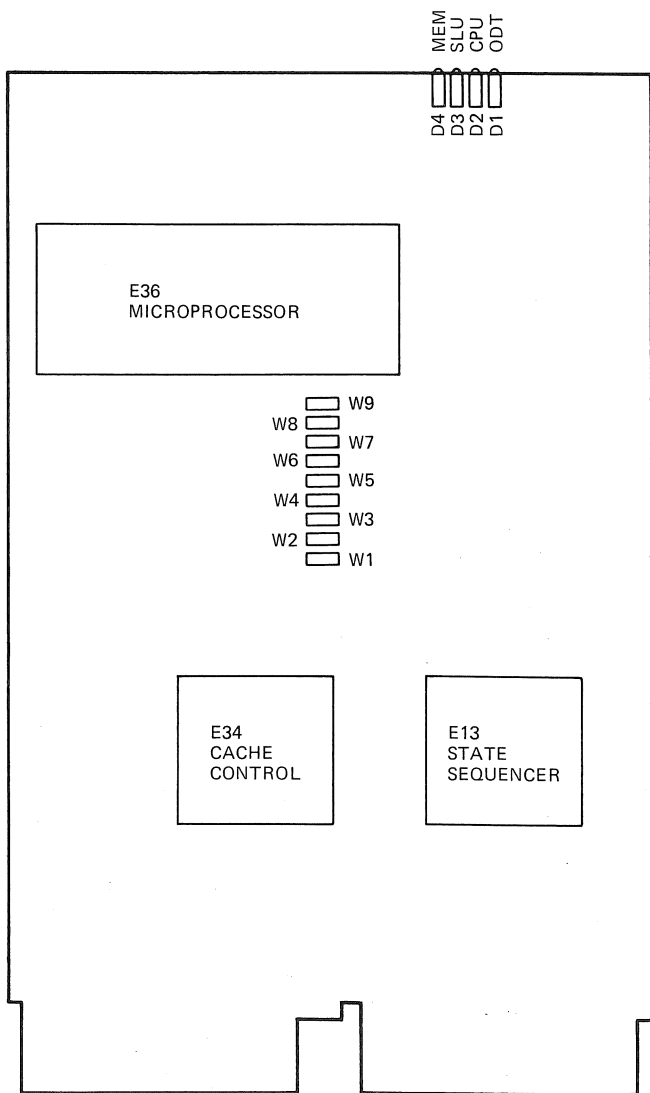 MEM
SLU
CPU
ODT
D4
D3
D2
D1
E36
MICROPROCESSOR
W9
W8
W7
W6
W5
W4
W3
W2
W1
E34
CACHE
CONTROL
E13
STATE
SEQUENCER